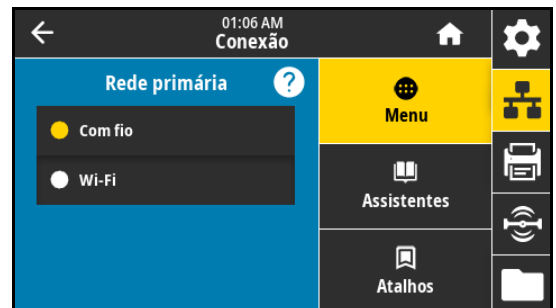 01:06 AM
Conexão
Rede primária
?
Com fio
Wi-Fi
Menu
Assistentes
Atalhos